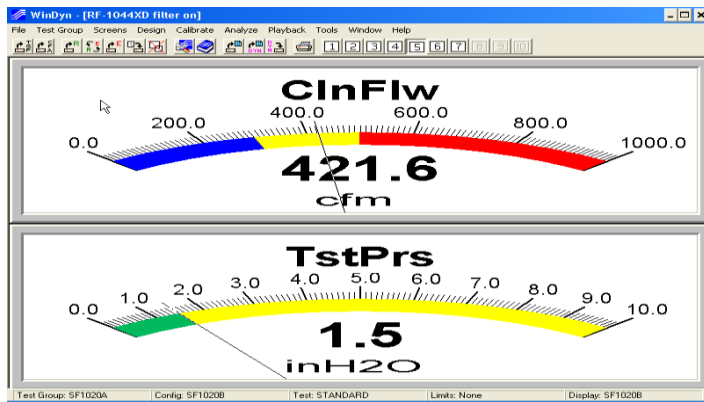 WinDyn - [RF-1044XD filter on]
File Test Group Screens Design Calibrate Analyze Playback Tools Window Help
1 2 3 4 5 6 7 8 9 10
ClnFlw
0.0 200.0 400.0 600.0 800.0 1000.0
421.6
cfm
TstPrs
0.0 1.0 2.0 3.0 4.0 5.0 6.0 7.0 8.0 9.0 10.0
1.5
inH2O
Test Group: SF1020A Config: SF1020B Test: STANDARD Limits: None Display: SF1020B